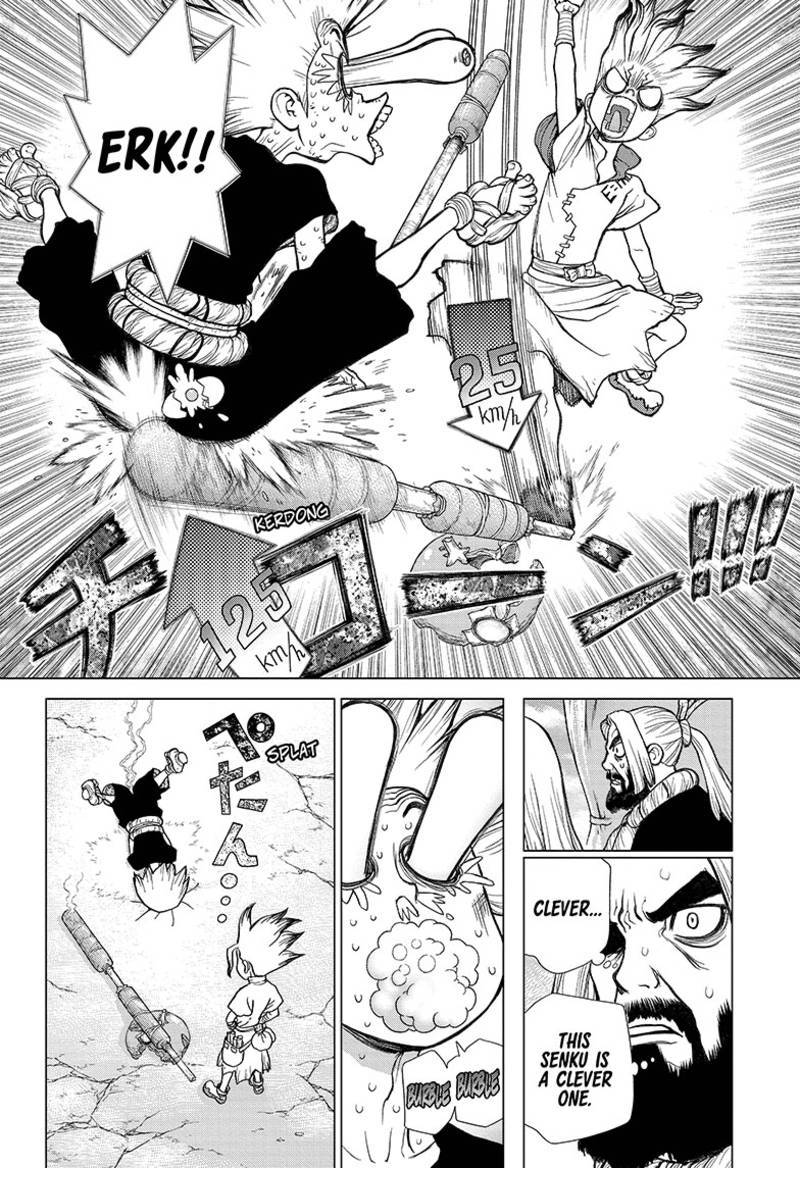 ERK!!
25
km/h
KERDONG
チコーン!!!
125
km/h
CLEVER...
THIS
SENKU IS
A CLEVER
ONE.
BUBBLE
BUBBLE
ぺたん...
SPLAT